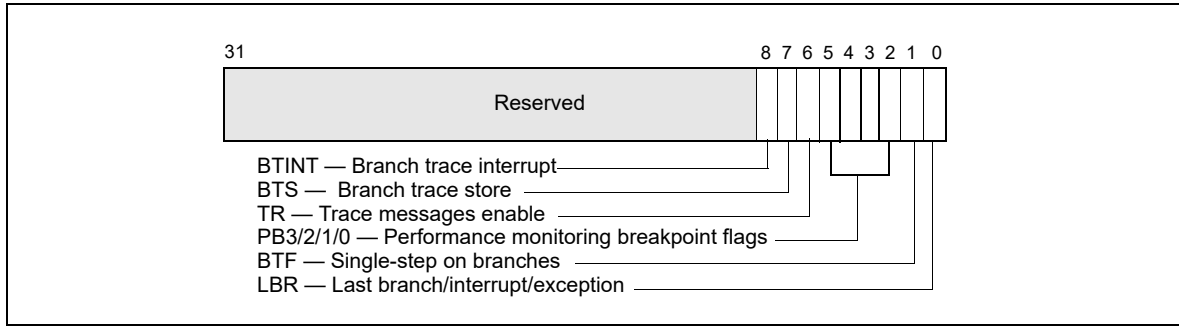 31 8 7 6 5 4 3 2 1 0
Reserved
BTINT — Branch trace interrupt
BTS — Branch trace store
TR — Trace messages enable
PB3/2/1/0 — Performance monitoring breakpoint flags
BTF — Single-step on branches
LBR — Last branch/interrupt/exception